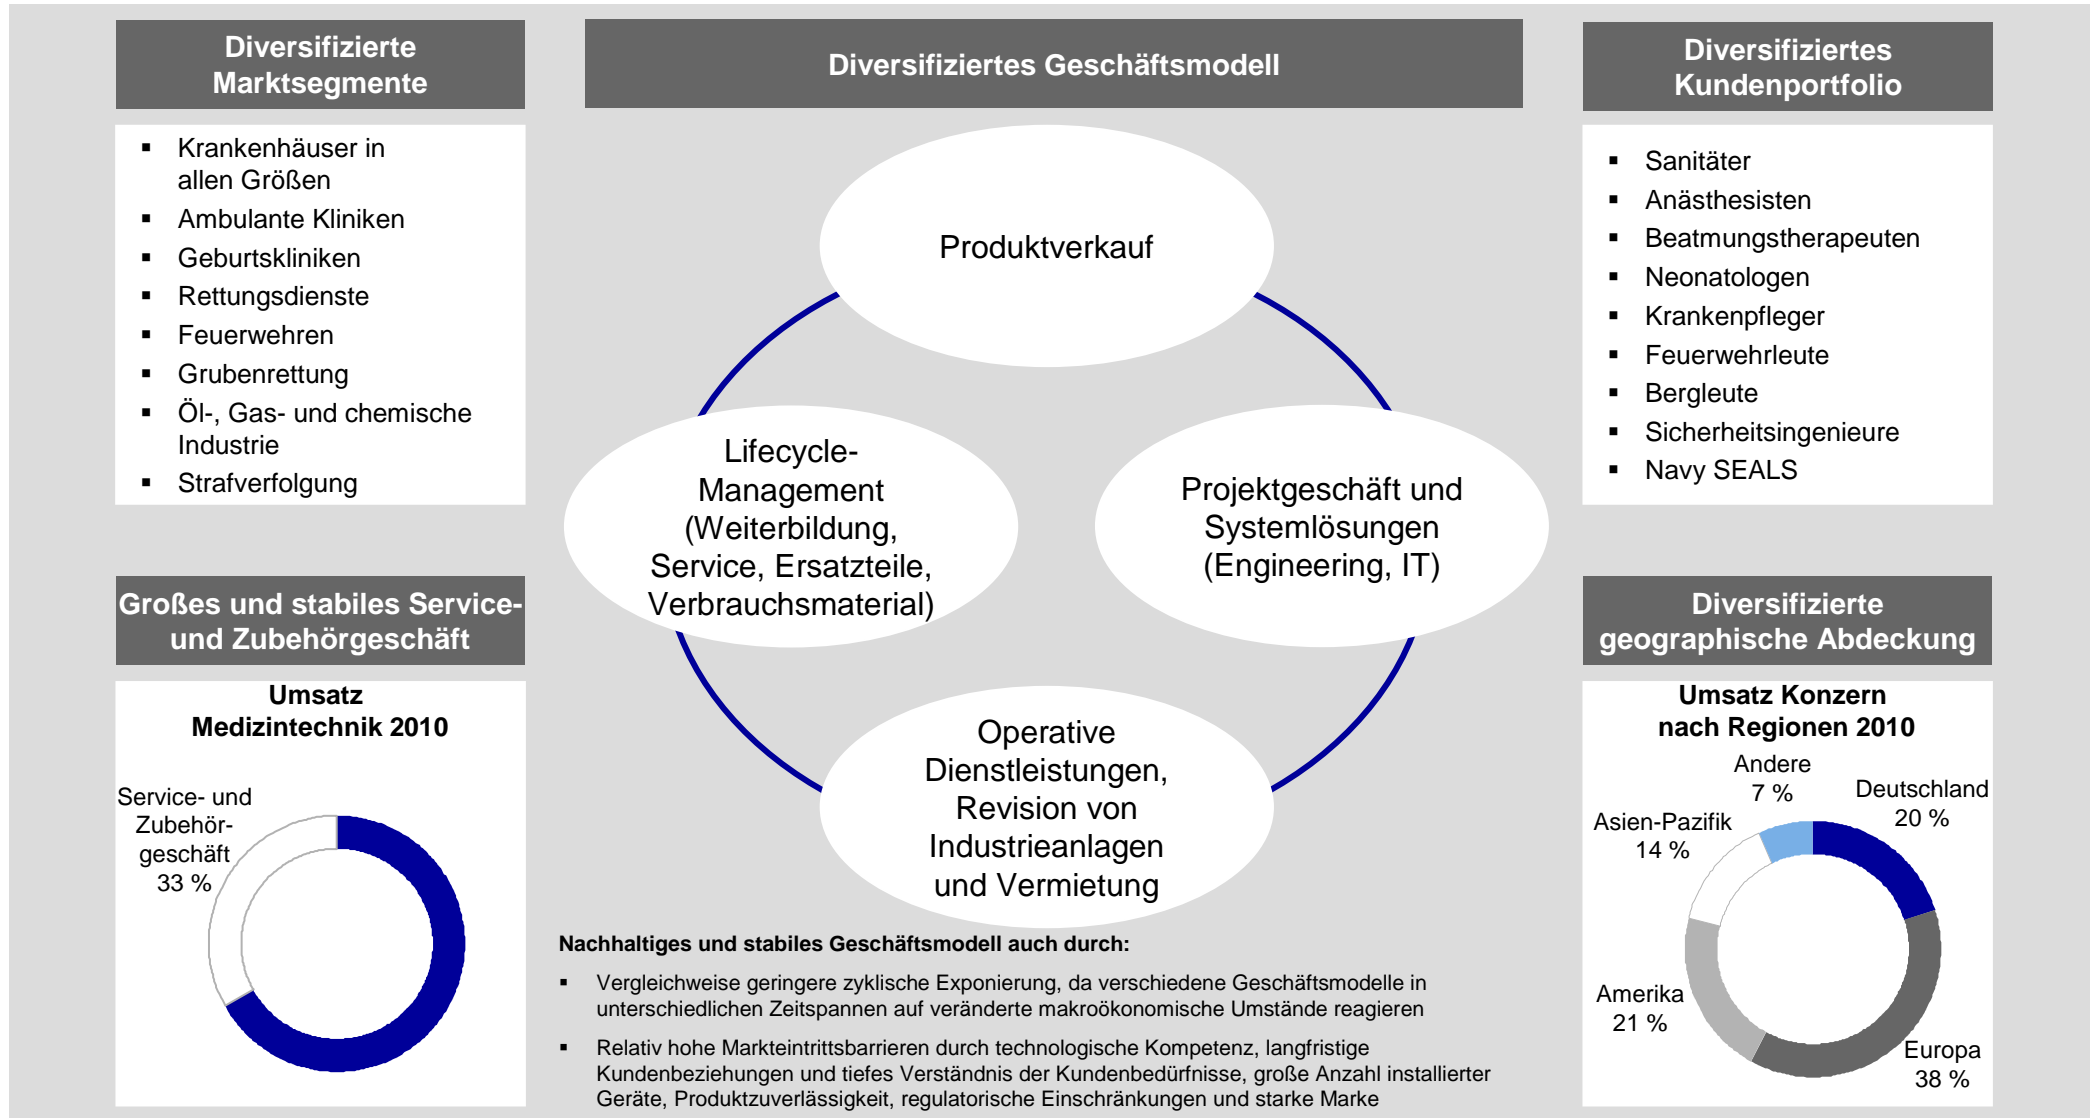 Diversifizierte
Marktsegmente
▪ Krankenhäuser in
allen Größen
▪ Ambulante Kliniken
▪ Geburtskliniken
▪ Rettungsdienste
▪ Feuerwehren
▪ Grubenrettung
▪ Öl-, Gas- und chemische
Industrie
▪ Strafverfolgung
Diversifiziertes Geschäftsmodell
Produktverkauf
Lifecycle-
Management
(Weiterbildung,
Service, Ersatzteile,
Verbrauchsmaterial)
Projektgeschäft und
Systemlösungen
(Engineering, IT)
Operative
Dienstleistungen,
Revision von
Industrieanlagen
und Vermietung
Diversifiziertes
Kundenportfolio
▪ Sanitäter
▪ Anästhesisten
▪ Beatmungstherapeuten
▪ Neonatologen
▪ Krankenpfleger
▪ Feuerwehrleute
▪ Bergleute
▪ Sicherheitsingenieure
▪ Navy SEALS
Großes und stabiles Service-
und Zubehörgeschäft
Umsatz
Medizintechnik 2010
Service- und
Zubehör-
geschäft
33 %
Nachhaltiges und stabiles Geschäftsmodell auch durch:
▪ Vergleichweise geringere zyklische Exponierung, da verschiedene Geschäftsmodelle in
unterschiedlichen Zeitspannen auf veränderte makroökonomische Umstände reagieren
▪ Relativ hohe Markteintrittsbarrieren durch technologische Kompetenz, langfristige
Kundenbeziehungen und tiefes Verständnis der Kundenbedürfnisse, große Anzahl installierter
Geräte, Produktzuverlässigkeit, regulatorische Einschränkungen und starke Marke
Diversifizierte
geographische Abdeckung
Umsatz Konzern
nach Regionen 2010
Andere
7 %
Deutschland
20 %
Asien-Pazifik
14 %
Amerika
21 %
Europa
38 %